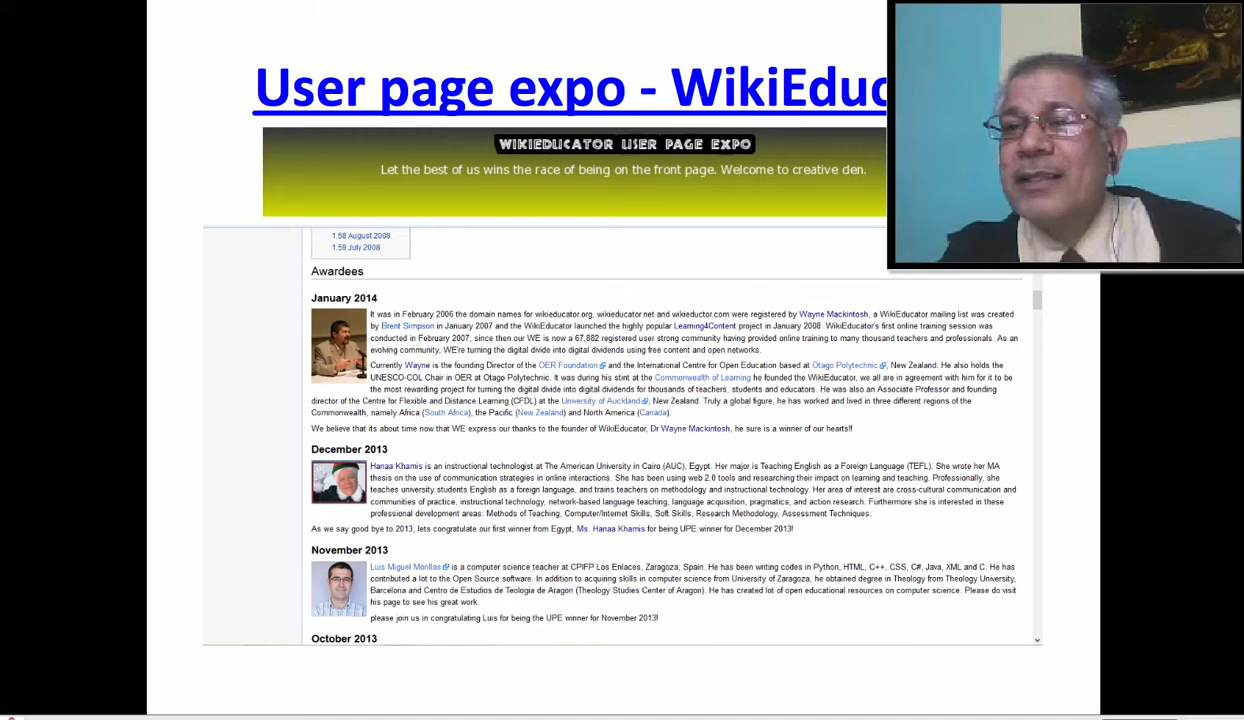 User page expo - WikiEduc
WIKIEDUCATOR USER PAGE EXPO
Let the best of us wins the race of being on the front page. Welcome to creative den.
1.58 August 2008
1.59 July 2008
Awardees
January 2014
It was in February 2006 the domain names for wikieducator.org, wikieducator.net and wikieductor.com were registered by Wayne Mackintosh, a WikiEducator mailing list was created
by Brent Simpson in January 2007 and the WikiEducator launched the highly popular Learning4Content project in January 2008. WikiEducator's first online training session was
conducted in February 2007, since then our WE is now a 67,882 registered user strong community having provided online training to many thousand teachers and professionals. As an
evolving community, WE're turning the digital divide into digital dividends using free content and open networks.
Currently Wayne is the founding Director of the OER Foundation and the International Centre for Open Education based at Otago Polytechnic, New Zealand. He also holds the
UNESCO-COL Chair in OER at Otago Polytechnic. It was during his stint at the Commonwealth of Learning he founded the WikiEducator, we all are in agreement with him for it to be
the most rewarding project for turning the digital divide into digital dividends for thousands of teachers, students and educators. He was also an Associate Professor and founding
director of the Centre for Flexible and Distance Learning (CFDL) at the University of Auckland, New Zealand. Truly a global figure, he has worked and lived in three different regions of the
Commonwealth, namely Africa (South Africa), the Pacific (New Zealand) and North America (Canada).
We believe that its about time now that WE express our thanks to the founder of WikiEducator, Dr Wayne Mackintosh, he sure is a winner of our hearts!!
December 2013
Hanaa Khamis is an instructional technologist at The American University in Cairo (AUC), Egypt. Her major is Teaching English as a Foreign Language (TEFL). She wrote her MA
thesis on the use of communication strategies in online interactions. She has been using web 2.0 tools and researching their impact on learning and teaching. Professionally, she
teaches university students English as a foreign language, and trains teachers on methodology and instructional technology. Her area of interest are cross-cultural communication and
communities of practice, instructional technology, network-based language teaching, language acquisition, pragmatics, and action research. Furthermore she is interested in these
professional development areas: Methods of Teaching, Computer/Internet Skills, Soft Skills, Research Methodology, Assessment Techniques.
As we say good bye to 2013, lets congratulate our first winner from Egypt, Ms. Hanaa Khamis for being UPE winner for December 2013!
November 2013
Luis Miguel Morillas is a computer science teacher at CPIFP Los Enlaces, Zaragoza, Spain. He has been writing codes in Python, HTML, C++, CSS, C#, Java, XML and C. He has
contributed a lot to the Open Source software. In addition to acquiring skills in computer science from University of Zaragoza, he obtained degree in Theology from Theology University,
Barcelona and Centro de Estudios de Teologia de Aragon (Theology Studies Center of Aragon). He has created lot of open educational resources on computer science. Please do visit
his page to see his great work.
please join us in congratulating Luis for being the UPE winner for November 2013!
October 2013